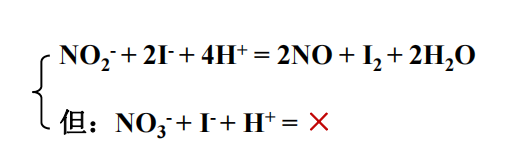 NO₂⁻ + 2I⁻ + 4H⁺ = 2NO + I₂ + 2H₂O
但：NO₃⁻ + I⁻ + H⁺ = ×